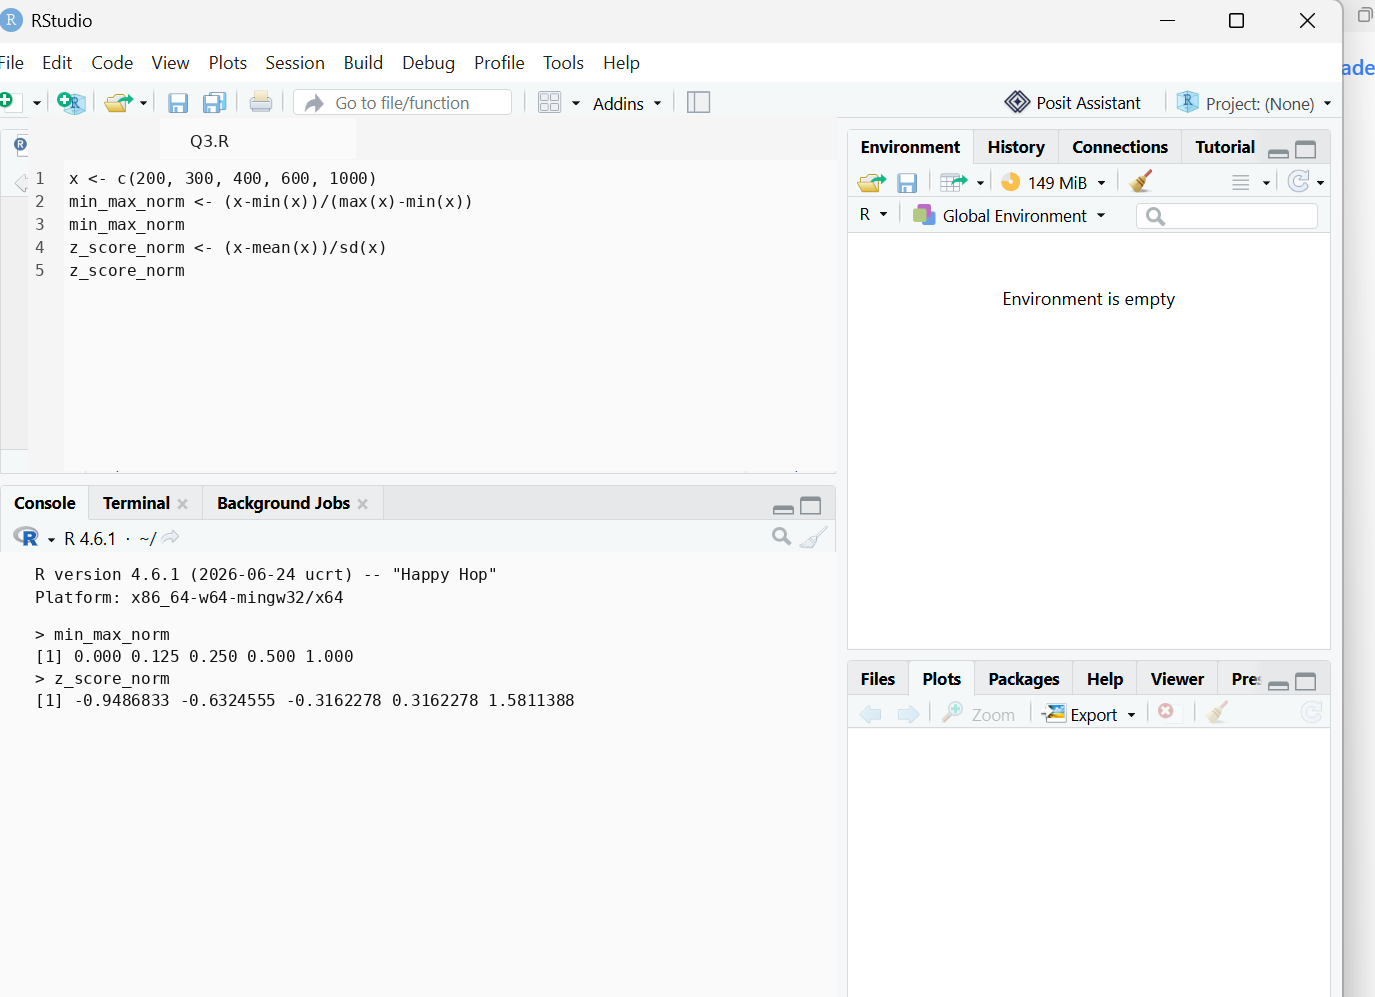 RStudio
File Edit Code View Plots Session Build Debug Profile Tools Help
Go to file/function Addins Posit Assistant R Project: (None)
Q3.R
1 x <- c(200, 300, 400, 600, 1000)
2 min_max_norm <- (x-min(x))/(max(x)-min(x))
3 min_max_norm
4 z_score_norm <- (x-mean(x))/sd(x)
5 z_score_norm
Environment History Connections Tutorial
149 MiB
R Global Environment
Environment is empty
Console Terminal Background Jobs
R R 4.6.1 · ~/
R version 4.6.1 (2026-06-24 ucrt) -- "Happy Hop"
Platform: x86_64-w64-mingw32/x64
> min_max_norm
[1] 0.000 0.125 0.250 0.500 1.000
> z_score_norm
[1] -0.9486833 -0.6324555 -0.3162278 0.3162278 1.5811388
Files Plots Packages Help Viewer Pre
Zoom Export